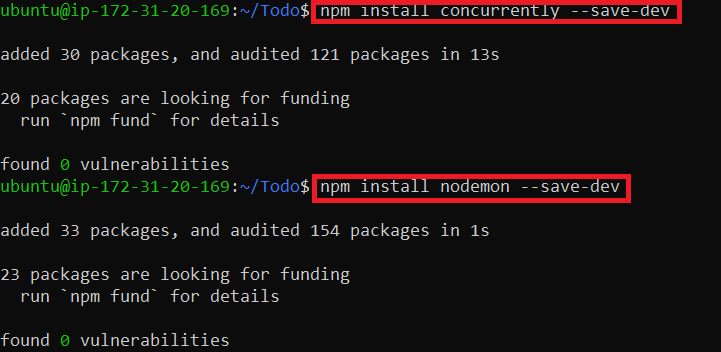 ubuntu@ip-172-31-20-169:~/Todo$ npm install concurrently --save-dev
added 30 packages, and audited 121 packages in 13s
20 packages are looking for funding
  run `npm fund` for details
found 0 vulnerabilities
ubuntu@ip-172-31-20-169:~/Todo$ npm install nodemon --save-dev
added 33 packages, and audited 154 packages in 1s
23 packages are looking for funding
  run `npm fund` for details
found 0 vulnerabilities